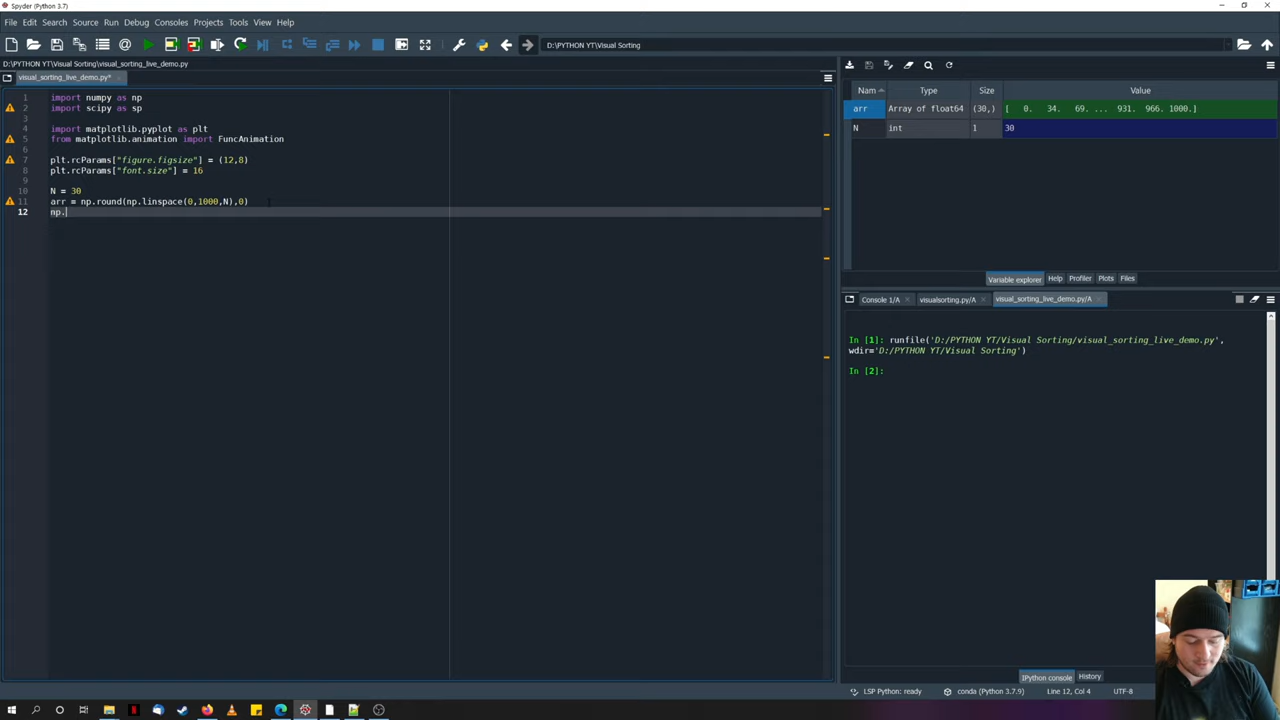 Spyder (Python 3.7)
File Edit Search Source Run Debug Consoles Projects Tools View Help
D:\PYTHON YT\Visual Sorting
D:\PYTHON YT\Visual Sorting\visual_sorting_live_demo.py
visual_sorting_live_demo.py*
1 import numpy as np
2 import scipy as sp
3
4 import matplotlib.pyplot as plt
5 from matplotlib.animation import FuncAnimation
6
7 plt.rcParams["figure.figsize"] = (12,8)
8 plt.rcParams["font.size"] = 16
9
10 N = 30
11 arr = np.round(np.linspace(0,1000,N),0)
12 np.
Nam Type Size Value
arr Array of float64 (30,) [ 0. 34. 69. ... 931. 966. 1000.]
N int 1 30
Variable explorer Help Profiler Plots Files
Console 1/A visualsorting.py/A visual_sorting_live_demo.py/A
In [1]: runfile('D:/PYTHON YT/Visual Sorting/visual_sorting_live_demo.py',
wdir='D:/PYTHON YT/Visual Sorting')
In [2]:
IPython console History
LSP Python: ready conda (Python 3.7.9) Line 12, Col 4 UTF-8